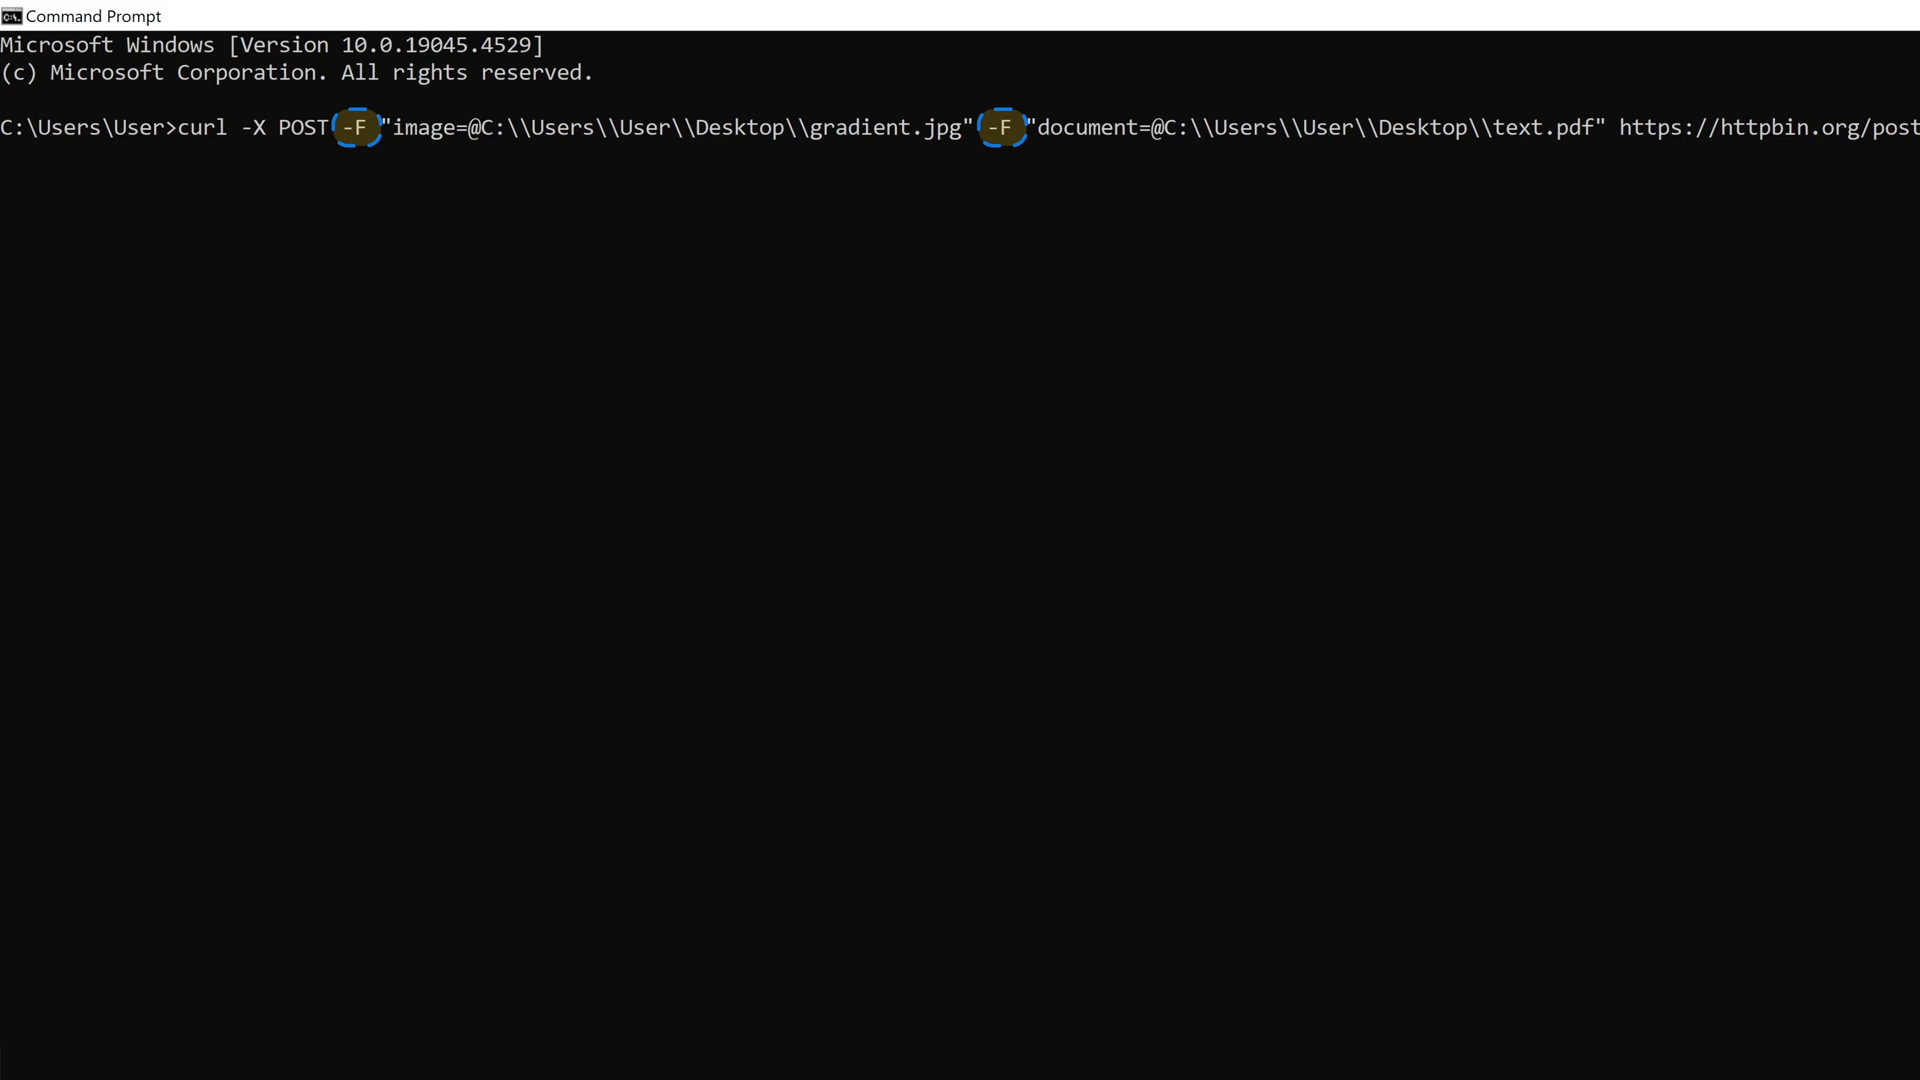 Command Prompt
Microsoft Windows [Version 10.0.19045.4529]
(c) Microsoft Corporation. All rights reserved.
C:\Users\User>curl -X POST -F "image=@C:\\Users\\User\\Desktop\\gradient.jpg" -F "document=@C:\\Users\\User\\Desktop\\text.pdf" https://httpbin.org/post